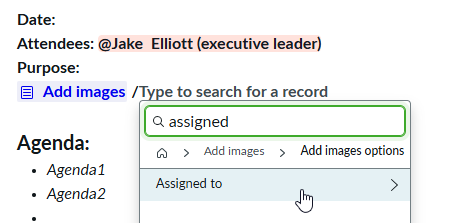 Date:
Attendees: @Jake Elliott (executive leader)
Purpose:
Add images /Type to search for a record
assigned
Add images > Add images options
Assigned to >
Agenda:
• Agenda1
• Agenda2
•